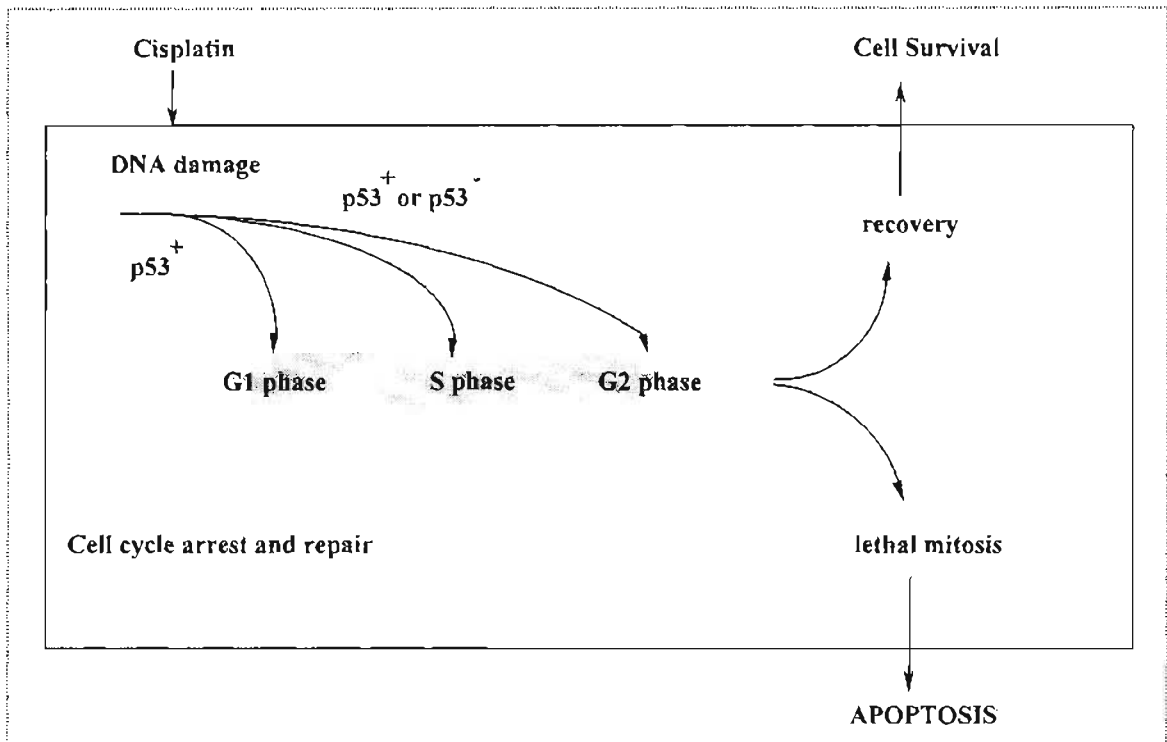 Cisplatin
Cell Survival
DNA damage
p53⁺ or p53⁻
p53⁺
recovery
G1 phase
S phase
G2 phase
Cell cycle arrest and repair
lethal mitosis
APOPTOSIS